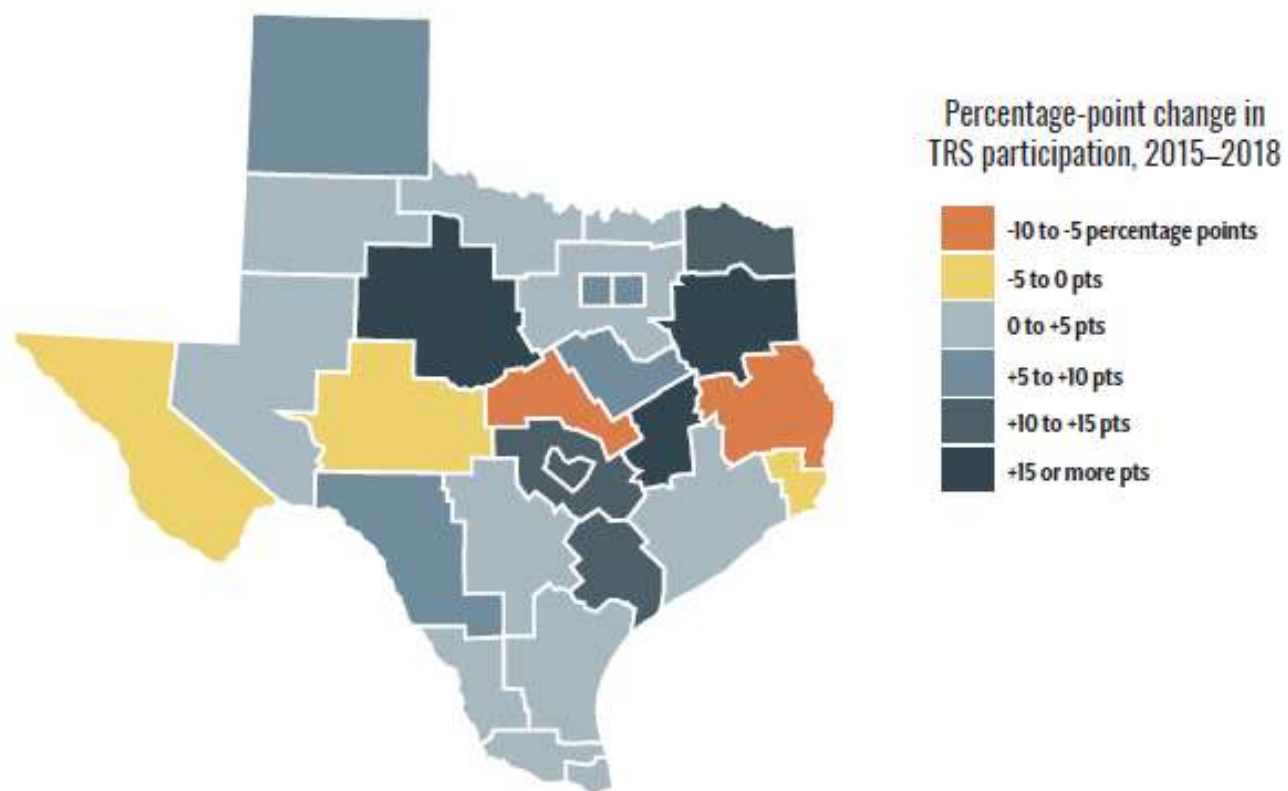 Percentage-point change in
TRS participation, 2015–2018
-10 to -5 percentage points
-5 to 0 pts
0 to +5 pts
+5 to +10 pts
+10 to +15 pts
+15 or more pts